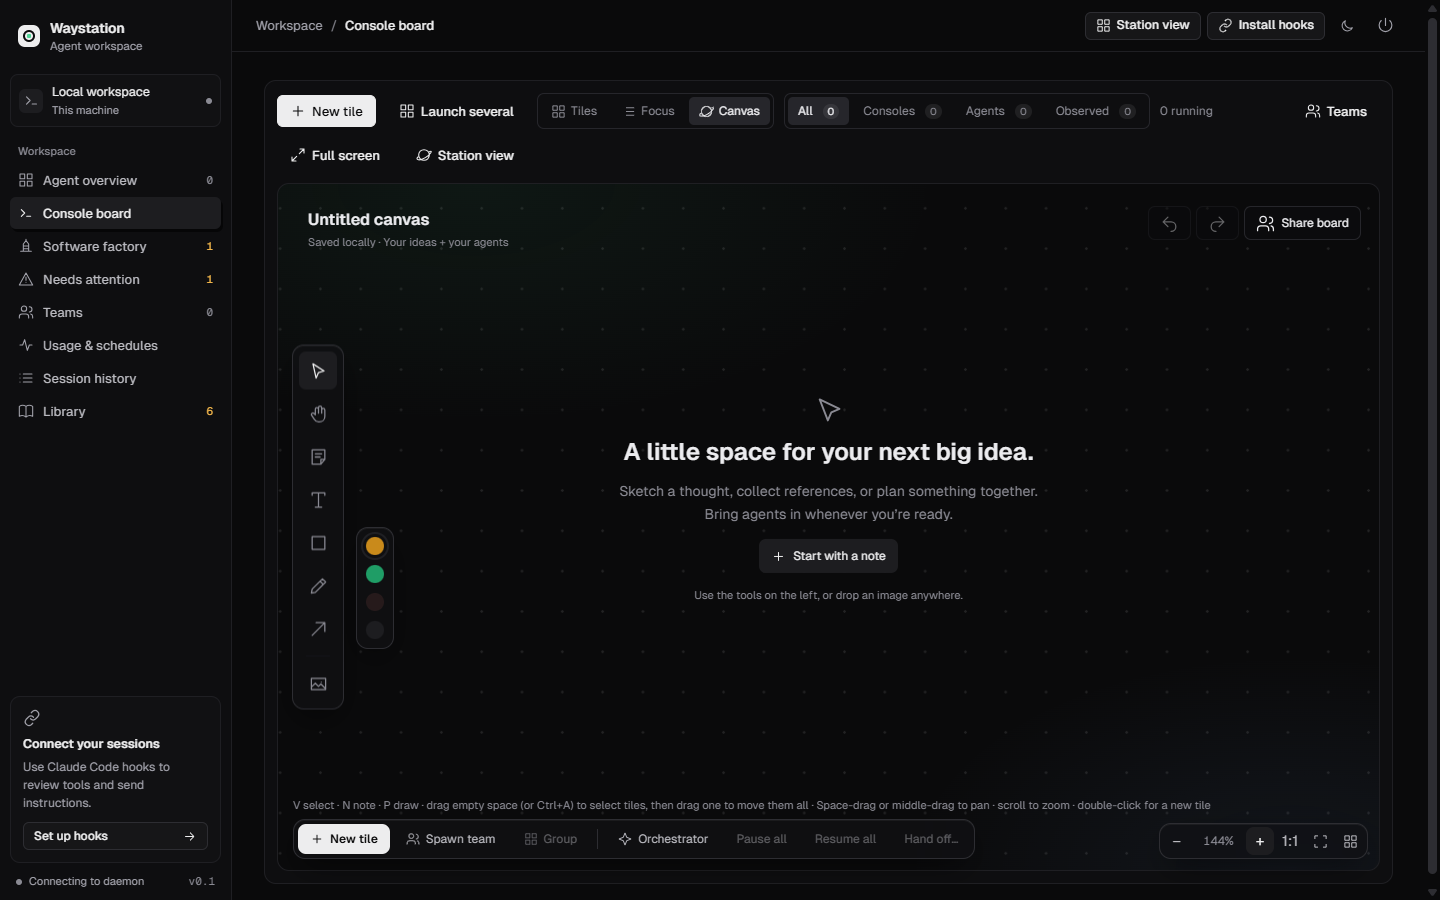 Waystation
Agent workspace
Local workspace
This machine
Workspace
Agent overview 0
Console board
Software factory 1
Needs attention 1
Teams 0
Usage & schedules
Session history
Library 6
Connect your sessions
Use Claude Code hooks to
review tools and send
instructions.
Set up hooks
Connecting to daemon v0.1
Workspace / Console board
Station view
Install hooks
New tile
Launch several
Tiles
Focus
Canvas
All 0
Consoles 0
Agents 0
Observed 0
0 running
Teams
Full screen
Station view
Untitled canvas
Saved locally · Your ideas + your agents
Share board
A little space for your next big idea.
Sketch a thought, collect references, or plan something together.
Bring agents in whenever you're ready.
Start with a note
Use the tools on the left, or drop an image anywhere.
V select · N note · P draw · drag empty space (or Ctrl+A) to select tiles, then drag one to move them all · Space-drag or middle-drag to pan · scroll to zoom · double-click for a new tile
New tile
Spawn team
Group
Orchestrator
Pause all
Resume all
Hand off…
− 144% + 1:1